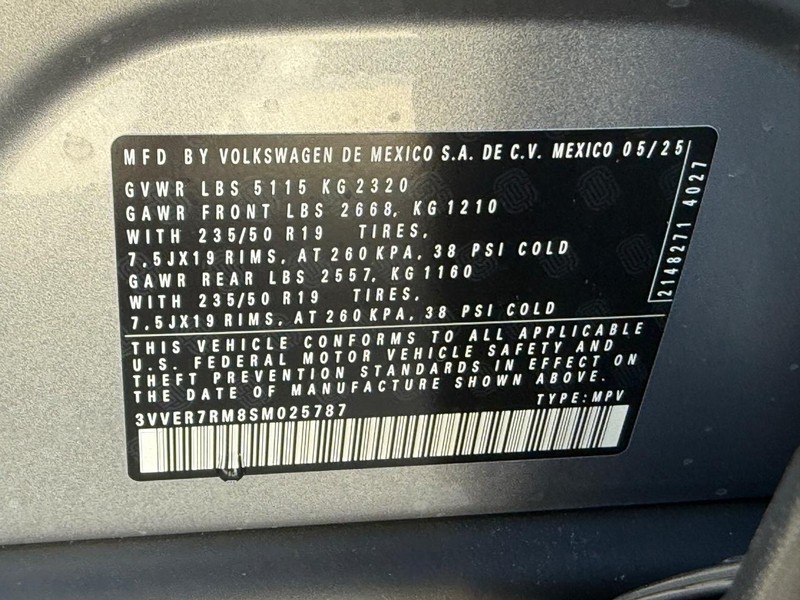 MFD BY VOLKSWAGEN DE MEXICO S.A. DE C.V. MEXICO 05/25
GVWR LBS 5115 KG 2320
GAWR FRONT LBS 2668, KG 1210
WITH 235/50 R19 TIRES,
7.5JX19 RIMS, AT 260 KPA, 38 PSI COLD
GAWR REAR LBS 2557, KG 1160
WITH 235/50 R19 TIRES,
7.5JX19 RIMS, AT 260 KPA, 38 PSI COLD
2148271 4027
THIS VEHICLE CONFORMS TO ALL APPLICABLE
U.S. FEDERAL MOTOR VEHICLE SAFETY AND
THEFT PREVENTION STANDARDS IN EFFECT ON
THE DATE OF MANUFACTURE SHOWN ABOVE.
3VVER7RM8SM025787
TYPE: MPV